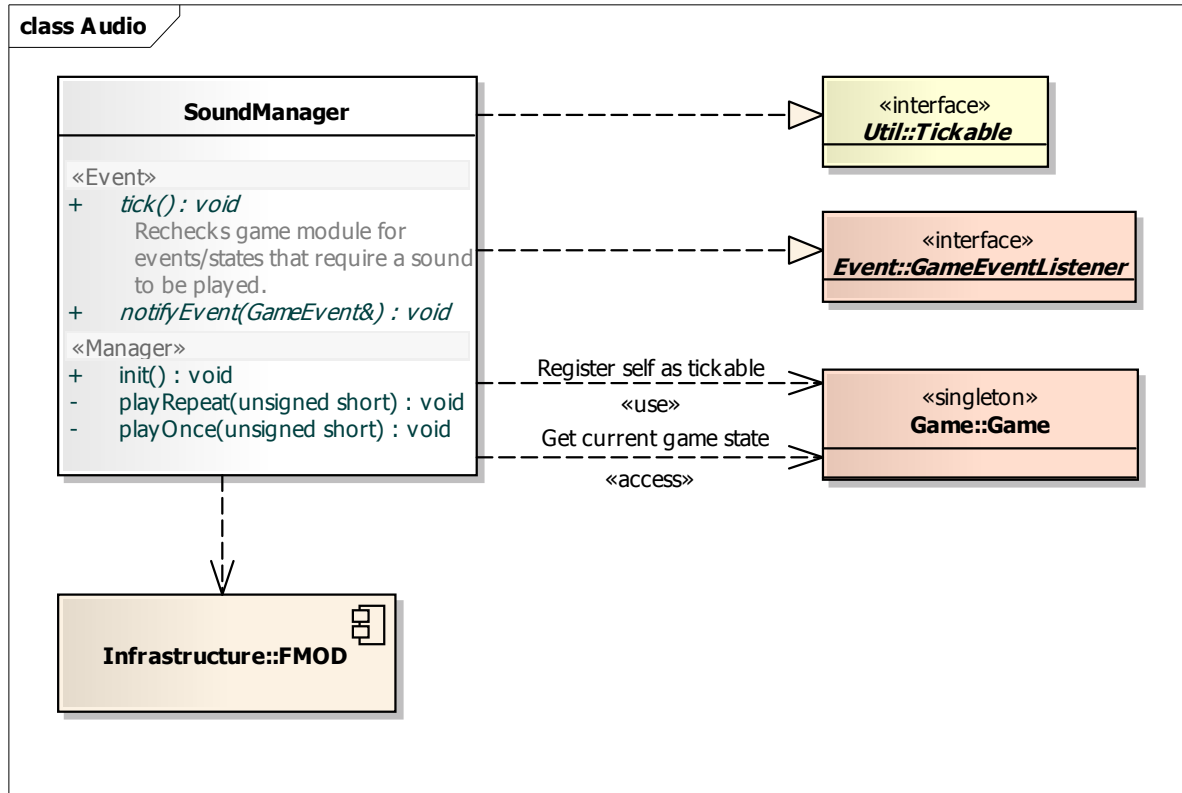 class Audio
SoundManager
«Event»
+ tick() : void
Rechecks game module for
events/states that require a sound
to be played.
+ notifyEvent(GameEvent&) : void
«Manager»
+ init() : void
- playRepeat(unsigned short) : void
- playOnce(unsigned short) : void
«interface»
Util::Tickable
«interface»
Event::GameEventListener
Register self as tickable
«use»
Get current game state
«access»
«singleton»
Game::Game
Infrastructure::FMOD